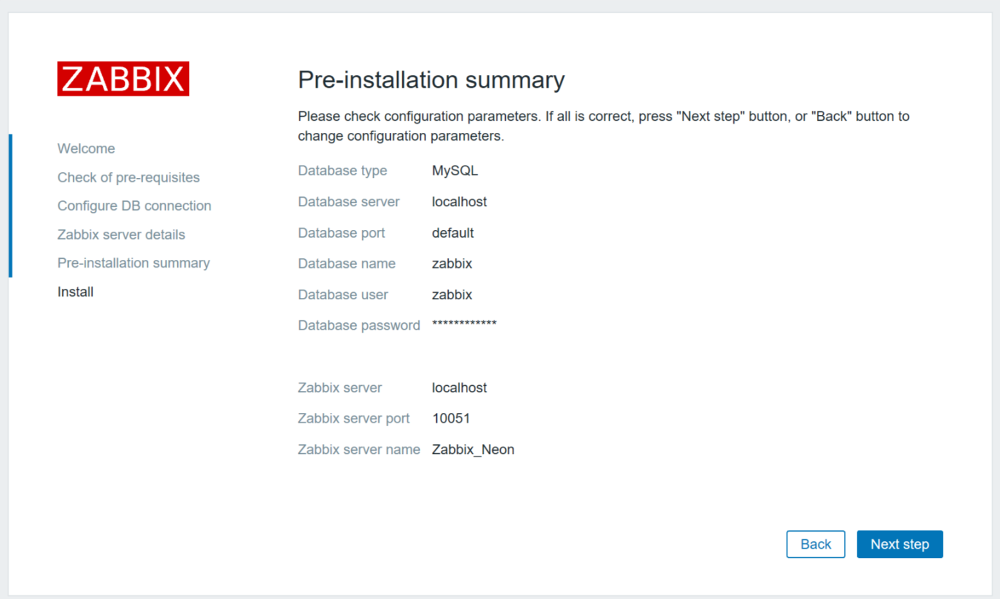 ZABBIX
Welcome
Check of pre-requisites
Configure DB connection
Zabbix server details
Pre-installation summary
Install
Pre-installation summary
Please check configuration parameters. If all is correct, press "Next step" button, or "Back" button to
change configuration parameters.
Database type MySQL
Database server localhost
Database port default
Database name zabbix
Database user zabbix
Database password ************
Zabbix server localhost
Zabbix server port 10051
Zabbix server name Zabbix_Neon
Back Next step